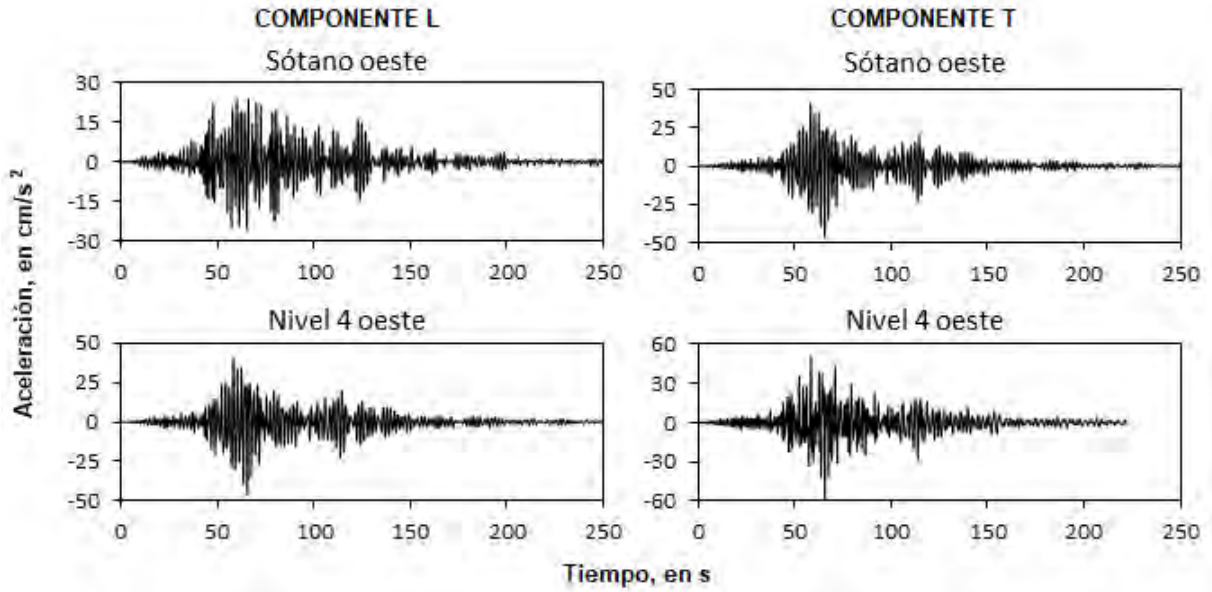 COMPONENTE L
COMPONENTE T
Sótano oeste
Sótano oeste
30
15
0
-15
-30
0 50 100 150 200 250
50
25
0
-25
-50
0 50 100 150 200 250
Aceleración, en cm/s²
Nivel 4 oeste
Nivel 4 oeste
50
25
0
-25
-50
0 50 100 150 200 250
60
30
0
-30
-60
0 50 100 150 200 250
Tiempo, en s